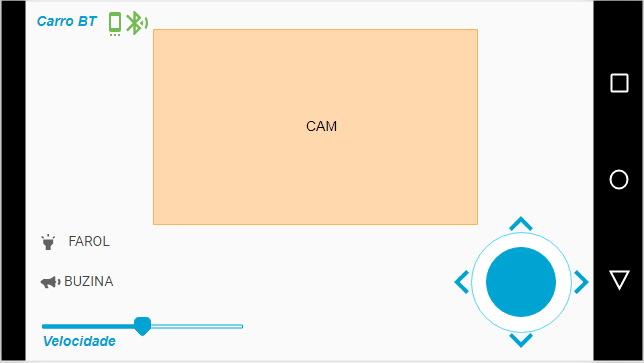 Carro BT
CAM
FAROL
BUZINA
Velocidade